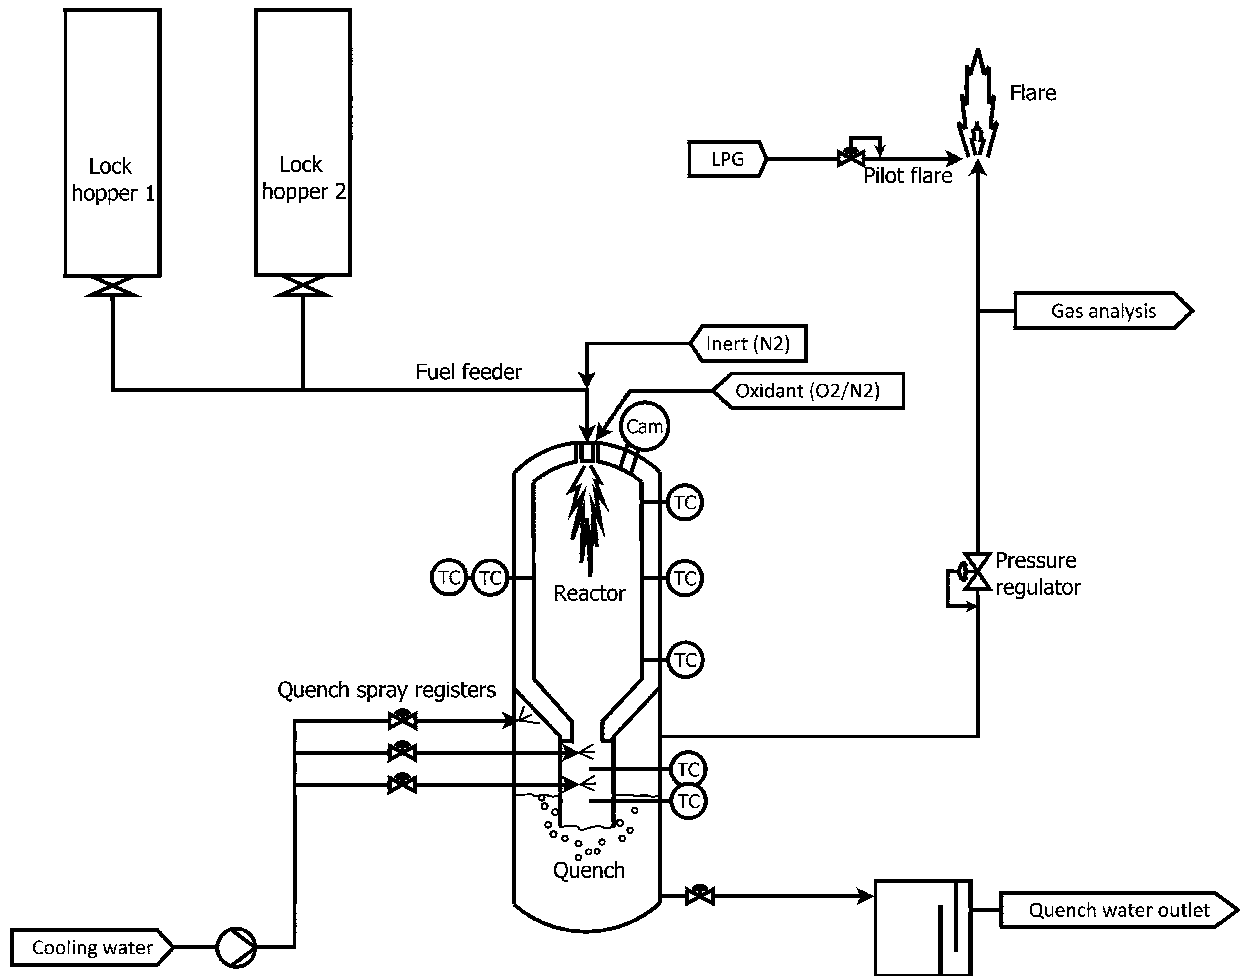 Lock
hopper 1
Lock
hopper 2
Flare
LPG
Pilot flare
Gas analysis
Inert (N2)
Fuel feeder
Oxidant (O2/N2)
Cam
TC
TC
TC
TC
Reactor
Pressure
regulator
TC
Quench spray registers
TC
TC
Quench
Cooling water
Quench water outlet